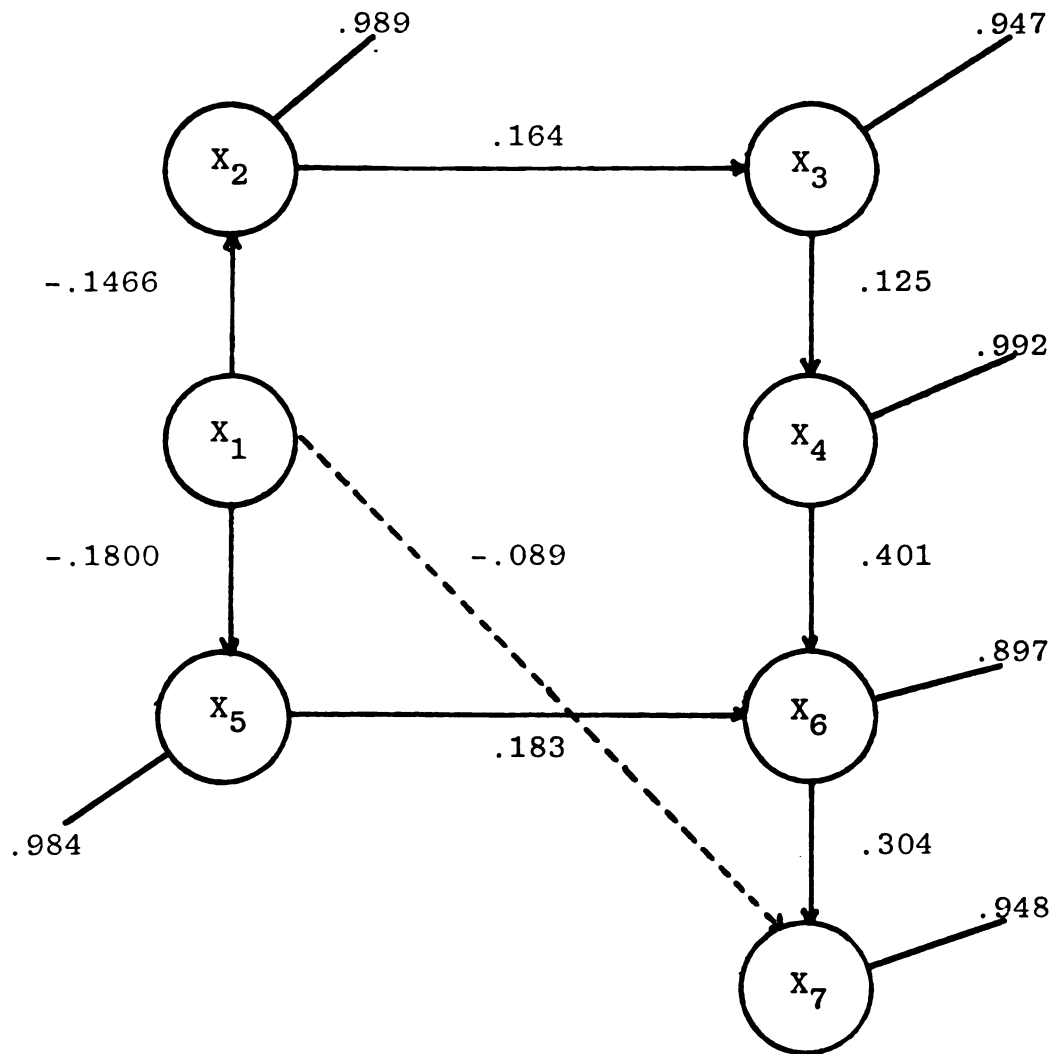 .989
.947
X2
.164
X3
-.1466
.125
.992
X1
X4
-.1800
-.089
.401
.897
X5
X6
.183
.984
.304
.948
X7